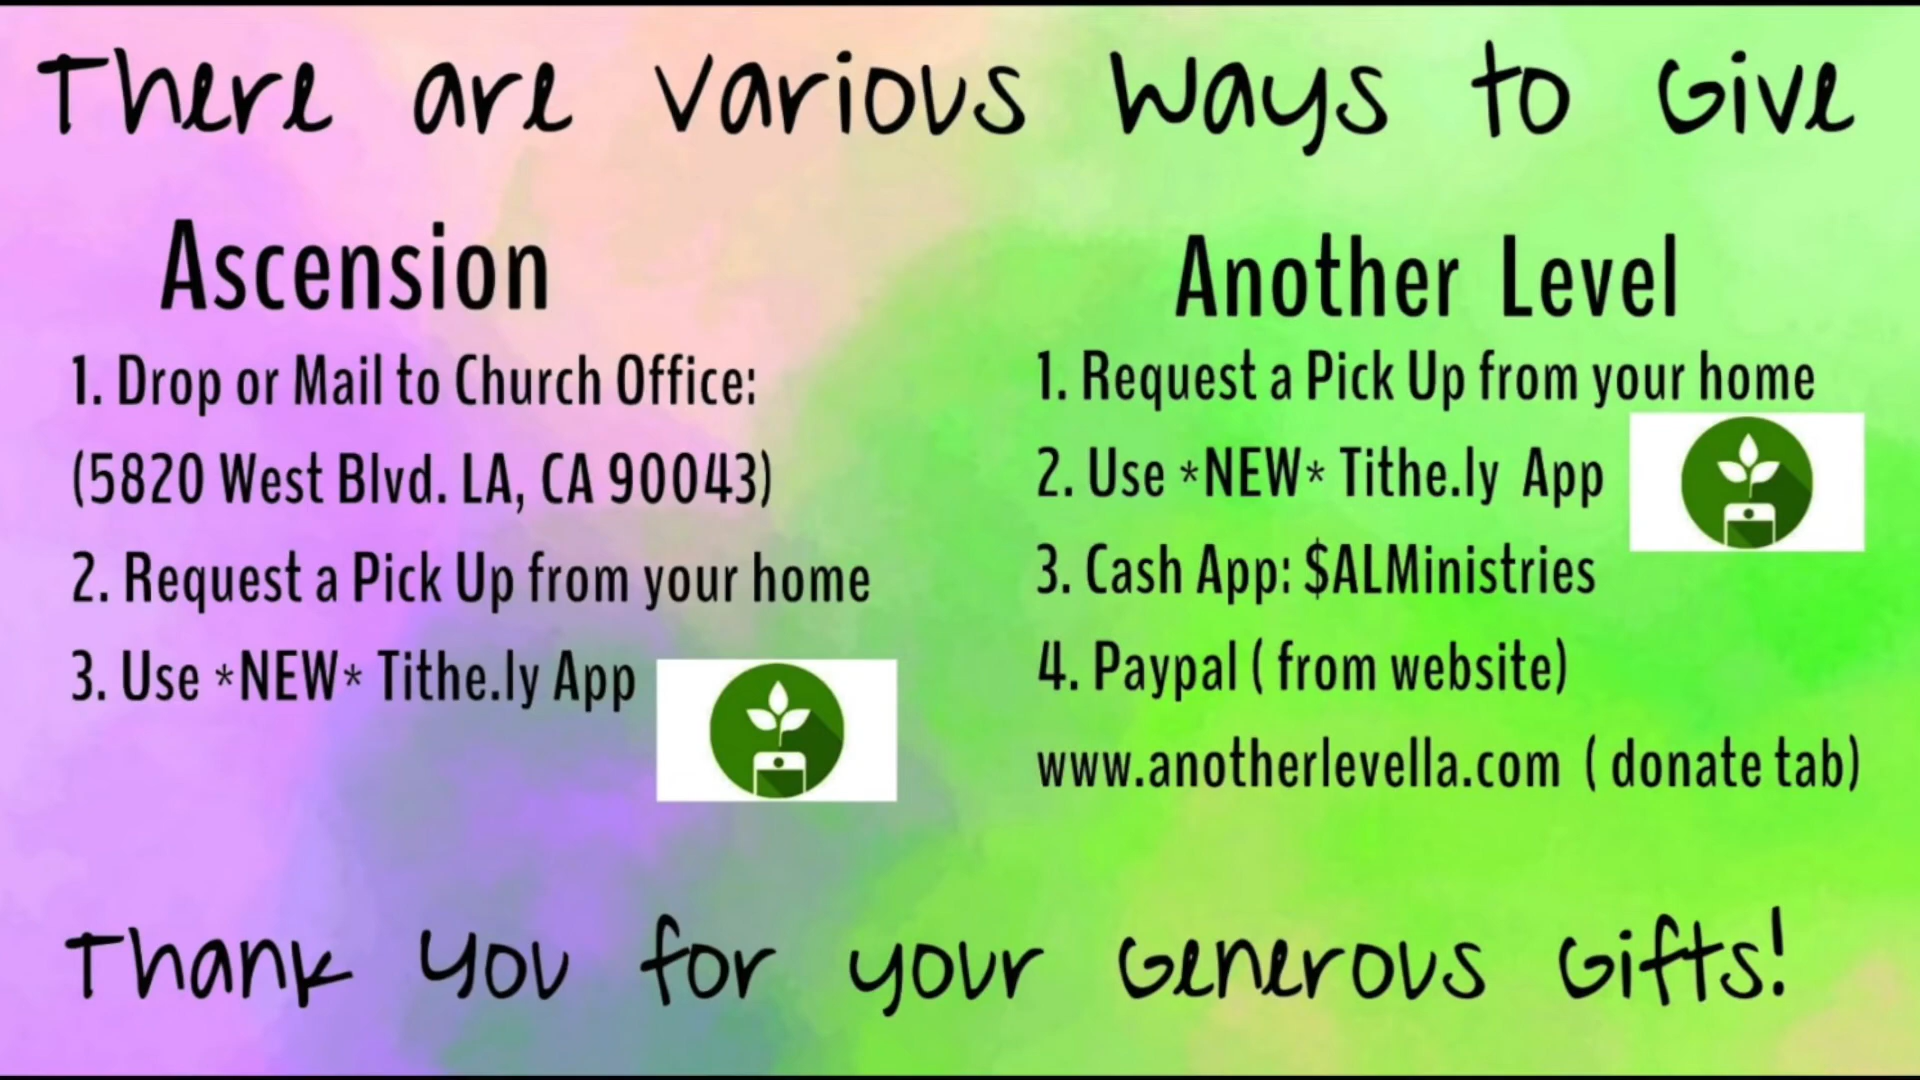 There are various ways to Give
Ascension
1. Drop or Mail to Church Office:
(5820 West Blvd. LA, CA 90043)
2. Request a Pick Up from your home
3. Use *NEW* Tithe.ly App
Another Level
1. Request a Pick Up from your home
2. Use *NEW* Tithe.ly App
3. Cash App: $ALMinistries
4. Paypal ( from website)
www.anotherlevella.com ( donate tab)
Thank you for your Generous Gifts!